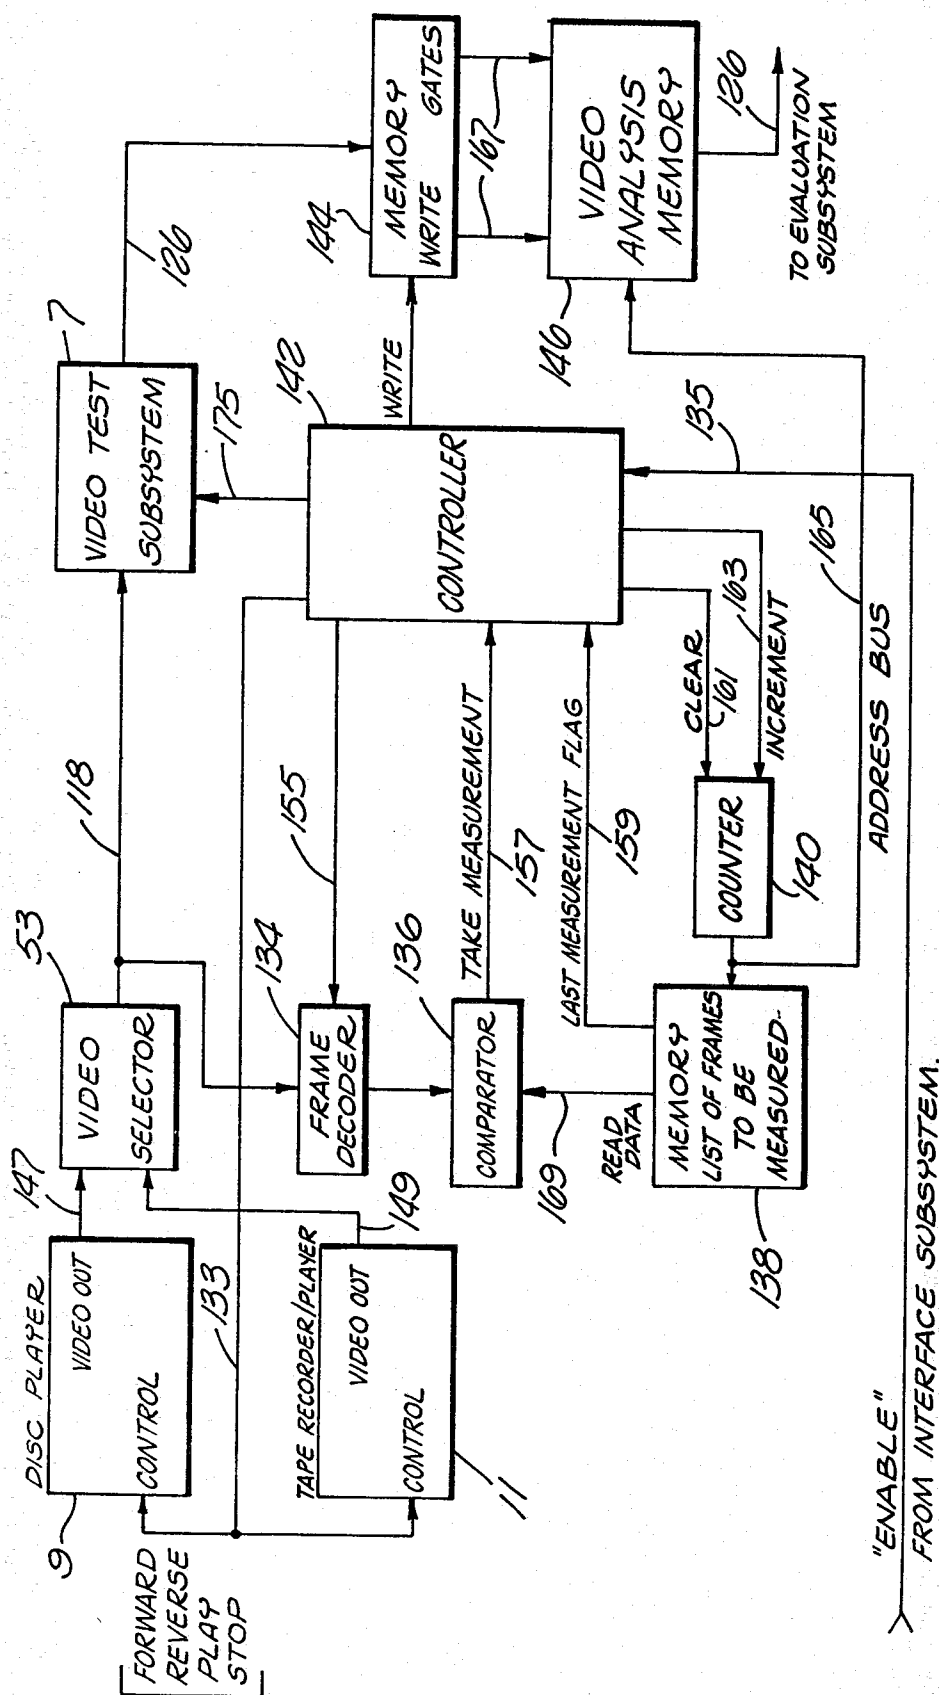 DISC PLAYER
9
VIDEO OUT
CONTROL
[FORWARD
REVERSE
PLAY
STOP]
133
147
TAPE RECORDER/PLAYER
VIDEO OUT
CONTROL
11
149
53
VIDEO
SELECTOR
118
7
VIDEO TEST
SUBSYSTEM
126
175
134
FRAME
DECODER
155
136
COMPARATOR
TAKE MEASUREMENT
157
142
CONTROLLER
WRITE
144
MEMORY
WRITE GATES
167
146
VIDEO
ANALYSIS
MEMORY
126
TO EVALUATION
SUBSYSTEM
169
READ
DATA
LAST MEASUREMENT FLAG
159
138
MEMORY
LIST OF FRAMES
TO BE
MEASURED
CLEAR
161
163
INCREMENT
COUNTER
140
135
165
ADDRESS BUS
"ENABLE"
FROM INTERFACE SUBSYSTEM.